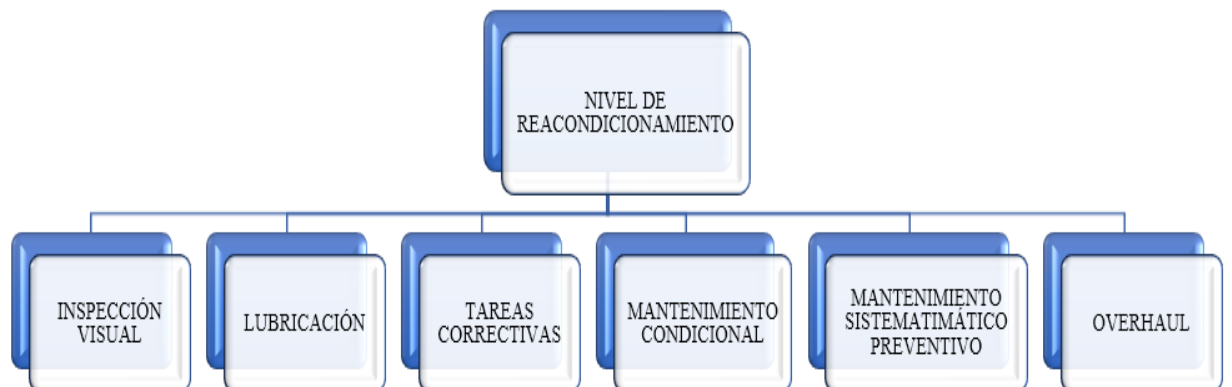 NIVEL DE
REACONDICIONAMIENTO
INSPECCIÓN
VISUAL
LUBRICACIÓN
TAREAS
CORRECTIVAS
MANTENIMIENTO
CONDICIONAL
MANTENIMIENTO
SISTEMATIMÁTICO
PREVENTIVO
OVERHAUL